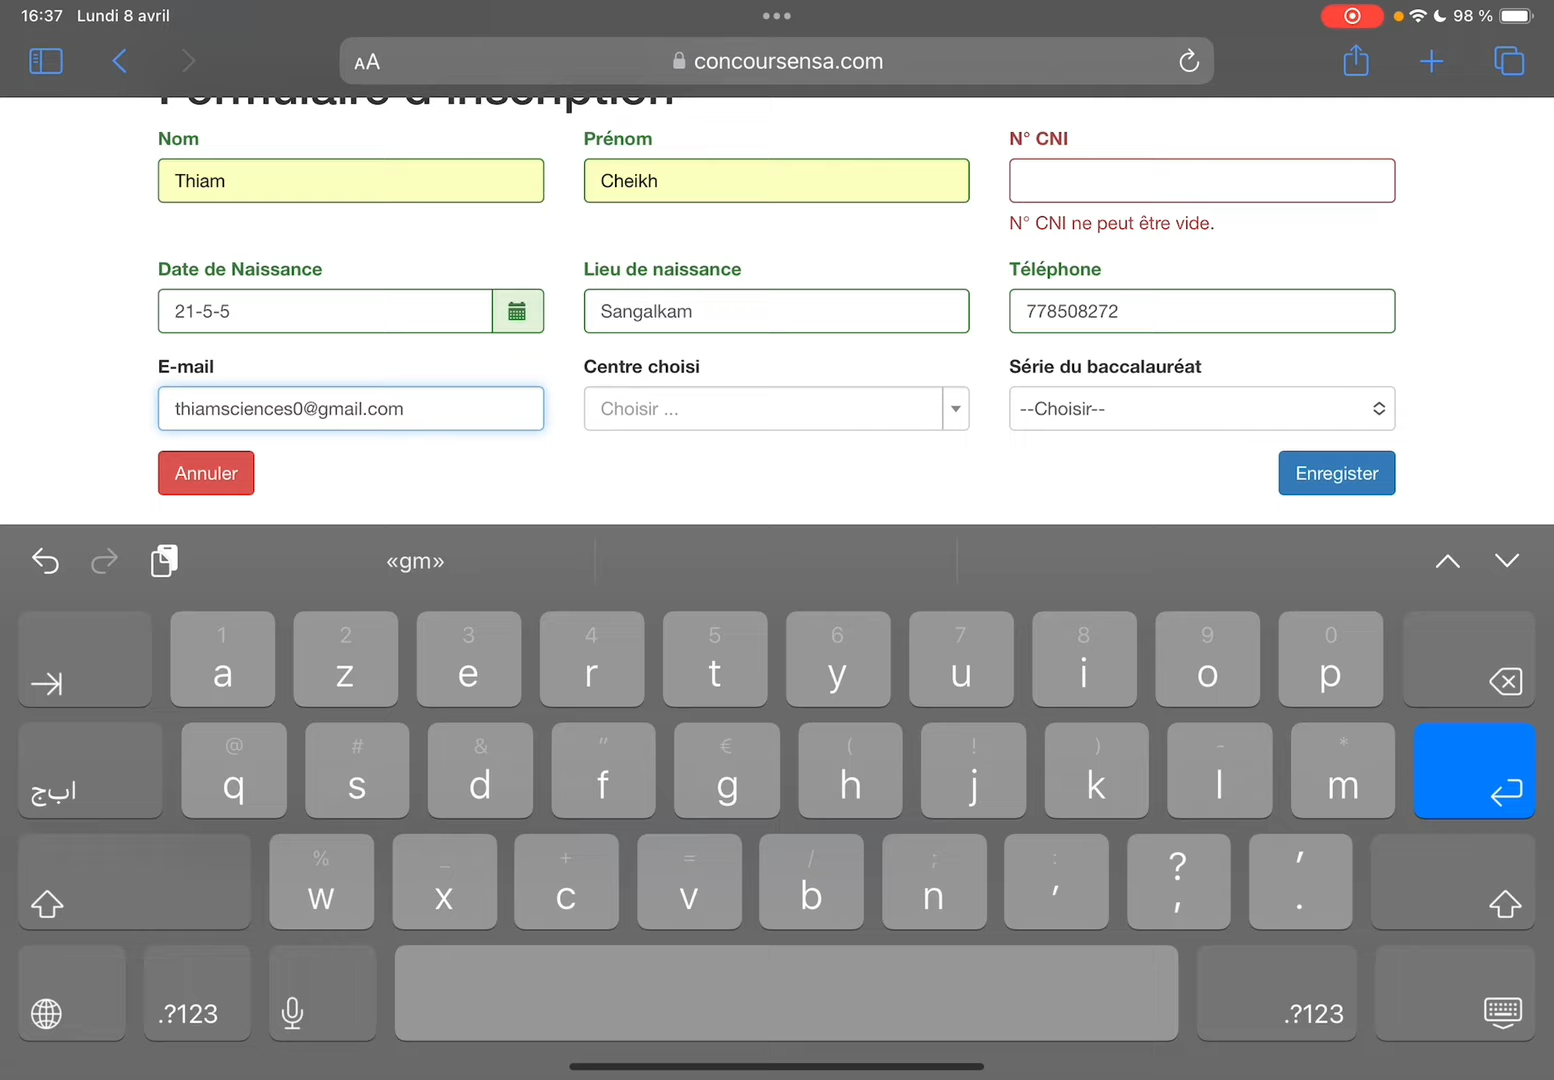 16:37 Lundi 8 avril
98 %
AA
concoursensa.com
Formulaire d'inscription
Nom
Prénom
N° CNI
Thiam
Cheikh
N° CNI ne peut être vide.
Date de Naissance
Lieu de naissance
Téléphone
21-5-5
Sangalkam
778508272
E-mail
Centre choisi
Série du baccalauréat
thiamsciences0@gmail.com
Choisir ...
--Choisir--
Annuler
Enregister
«gm»
1 2 3 4 5 6 7 8 9 0
a z e r t y u i o p
@ # & " € ( ! ) - *
ابج q s d f g h j k l m
% _ + = / ; : ? ′
w x c v b n ′ , .
.?123
.?123